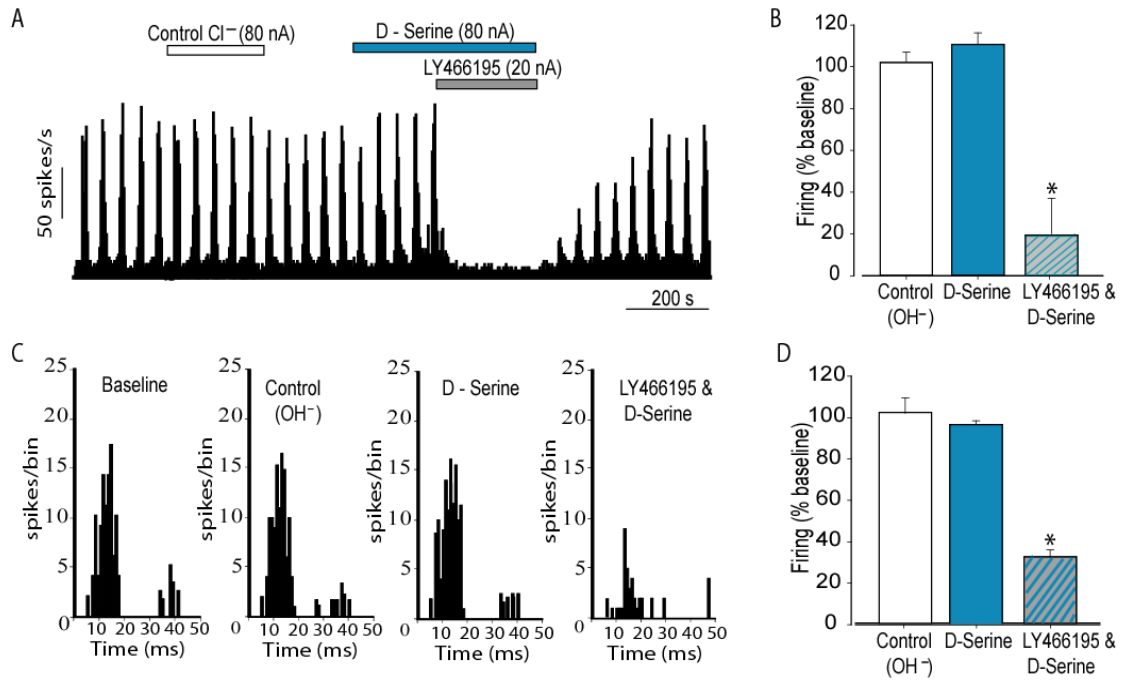 A
Control Cl⁻ (80 nA)
D - Serine (80 nA)
LY466195 (20 nA)
50 spikes/s
200 s
B
Firing (% baseline)
120
100
80
60
40
20
0
*
Control
(OH⁻)
D-Serine
LY466195 &
D-Serine
C
spikes/bin
25
20
15
10
5
0
Baseline
10 20 30 40 50
Time (ms)
spikes/bin
25
20
15
10
5
0
Control
(OH⁻)
10 20 30 40 50
Time (ms)
spikes/bin
25
20
15
10
5
0
D - Serine
10 20 30 40 50
Time (ms)
spikes/bin
25
20
15
10
5
0
LY466195 &
D-Serine
10 20 30 40 50
Time (ms)
D
Firing (% baseline)
120
100
80
60
40
20
0
*
Control
(OH⁻)
D-Serine
LY466195 &
D-Serine